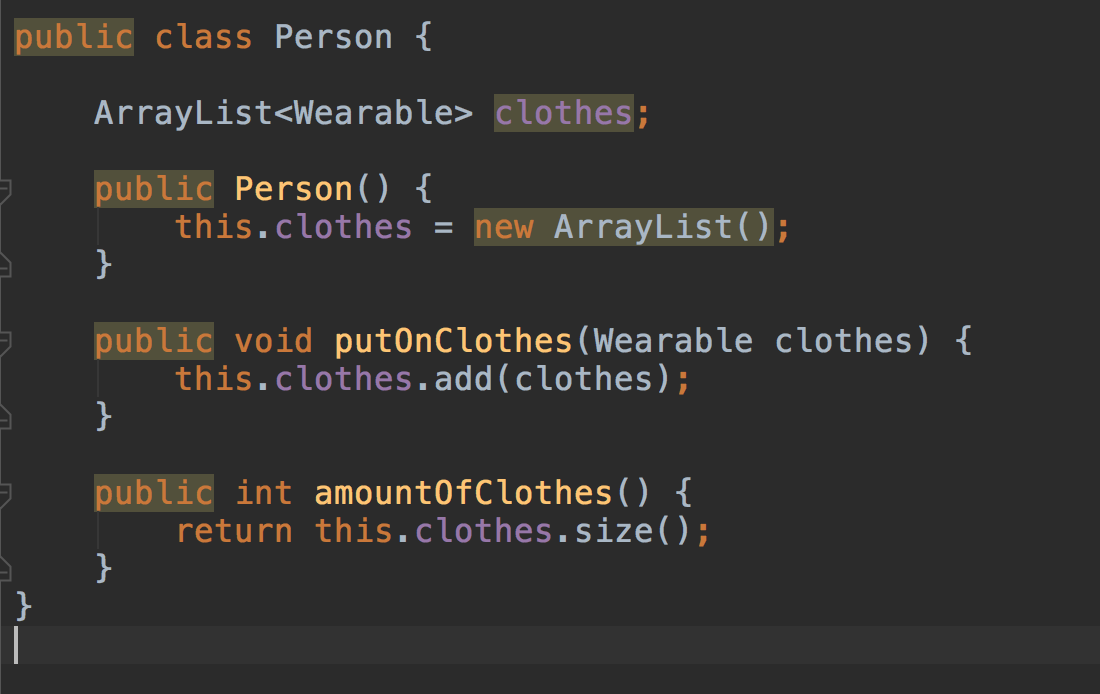 public class Person {
ArrayList<Wearable> clothes;
public Person() {
this.clothes = new ArrayList();
}
public void putOnClothes(Wearable clothes) {
this.clothes.add(clothes);
}
public int amountOfClothes() {
return this.clothes.size();
}
}